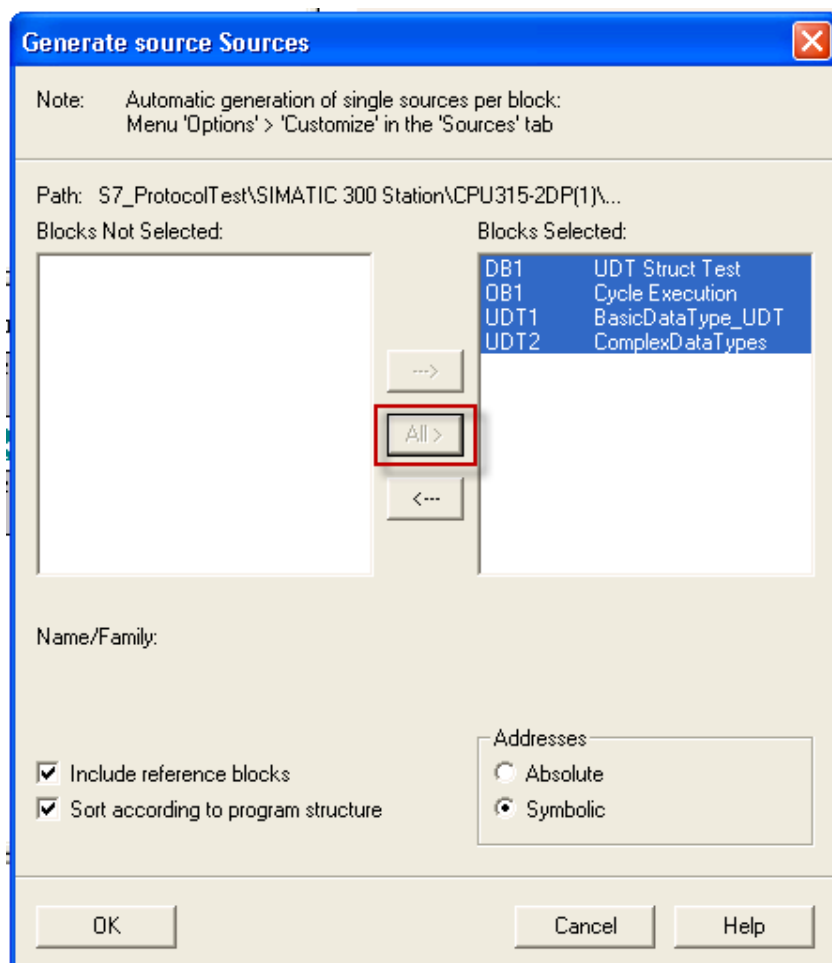 Generate source Sources
Note: Automatic generation of single sources per block:
Menu 'Options' > 'Customize' in the 'Sources' tab
Path: S7_ProtocolTest\SIMATIC 300 Station\CPU315-2DP(1)\...
Blocks Not Selected: Blocks Selected:
DB1 UDT Struct Test
OB1 Cycle Execution
UDT1 BasicDataType_UDT
UDT2 ComplexDataTypes
--->
All >
<---
Name/Family:
Addresses
Include reference blocks Absolute
Sort according to program structure Symbolic
OK Cancel Help